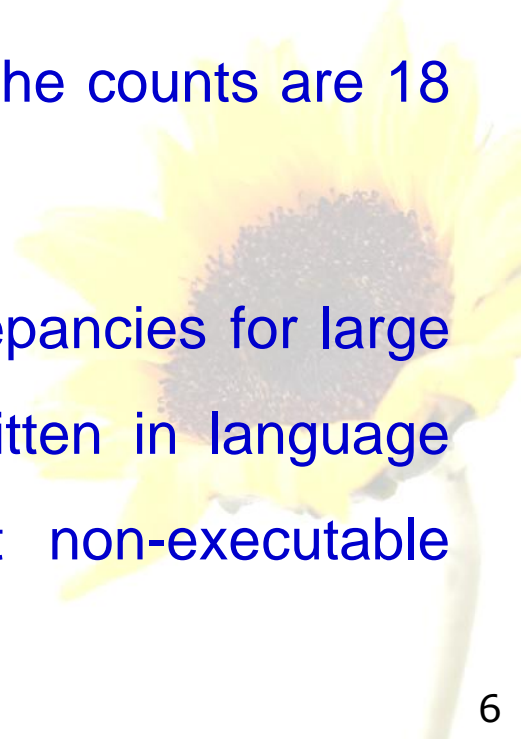 he counts are 18
epancies for large
itten in language
non-executable
6